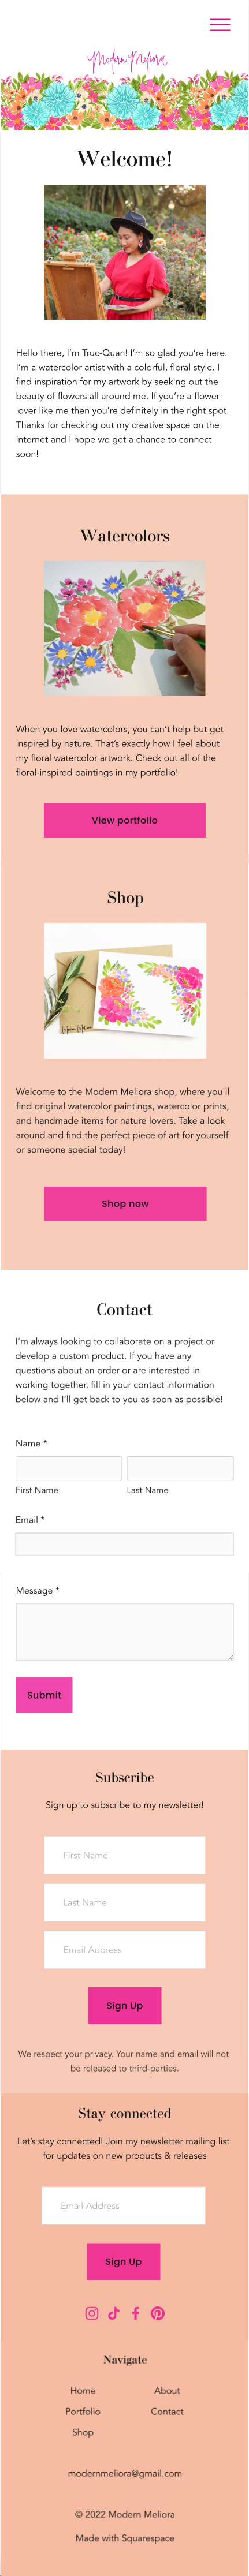 Modern Meliora
Welcome!
Hello there, I'm Truc-Quan! I'm so glad you're here.
I'm a watercolor artist with a colorful, floral style. I
find inspiration for my artwork by seeking out the
beauty of flowers all around me. If you're a flower
lover like me then you're definitely in the right spot.
Thanks for checking out my creative space on the
internet and I hope we get a chance to connect
soon!
Watercolors
When you love watercolors, you can't help but get
inspired by nature. That's exactly how I feel about
my floral watercolor artwork. Check out all of the
floral-inspired paintings in my portfolio!
View portfolio
Shop
Modern Meliora
Welcome to the Modern Meliora shop, where you'll
find original watercolor paintings, watercolor prints,
and handmade items for nature lovers. Take a look
around and find the perfect piece of art for yourself
or someone special today!
Shop now
Contact
I'm always looking to collaborate on a project or
develop a custom product. If you have any
questions about an order or are interested in
working together, fill in your contact information
below and I'll get back to you as soon as possible!
Name *
First Name Last Name
Email *
Message *
Submit
Subscribe
Sign up to subscribe to my newsletter!
First Name
Last Name
Email Address
Sign Up
We respect your privacy. Your name and email will not
be released to third-parties.
Stay connected
Let's stay connected! Join my newsletter mailing list
for updates on new products & releases
Email Address
Sign Up
Navigate
Home About
Portfolio Contact
Shop
modernmeliora@gmail.com
© 2022 Modern Meliora
Made with Squarespace